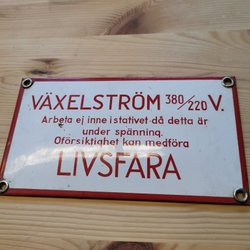 VÄXELSTRÖM 380/220 V.
Arbeta ej inne i stativet då detta är
under spänning.
Oförsiktighet kan medföra
LIVSFARA